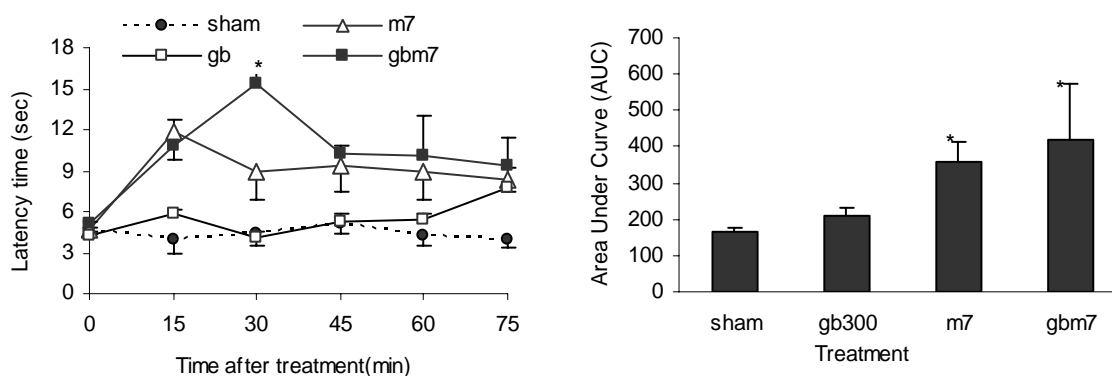 sham
m7
gb
gbm7
18
15
12
9
6
3
0
*
0 15 30 45 60 75
Latency time (sec)
Time after treatment(min)
800
700
600
500
400
300
200
100
0
*
*
sham gb300 m7 gbm7
Area Under Curve (AUC)
Treatment